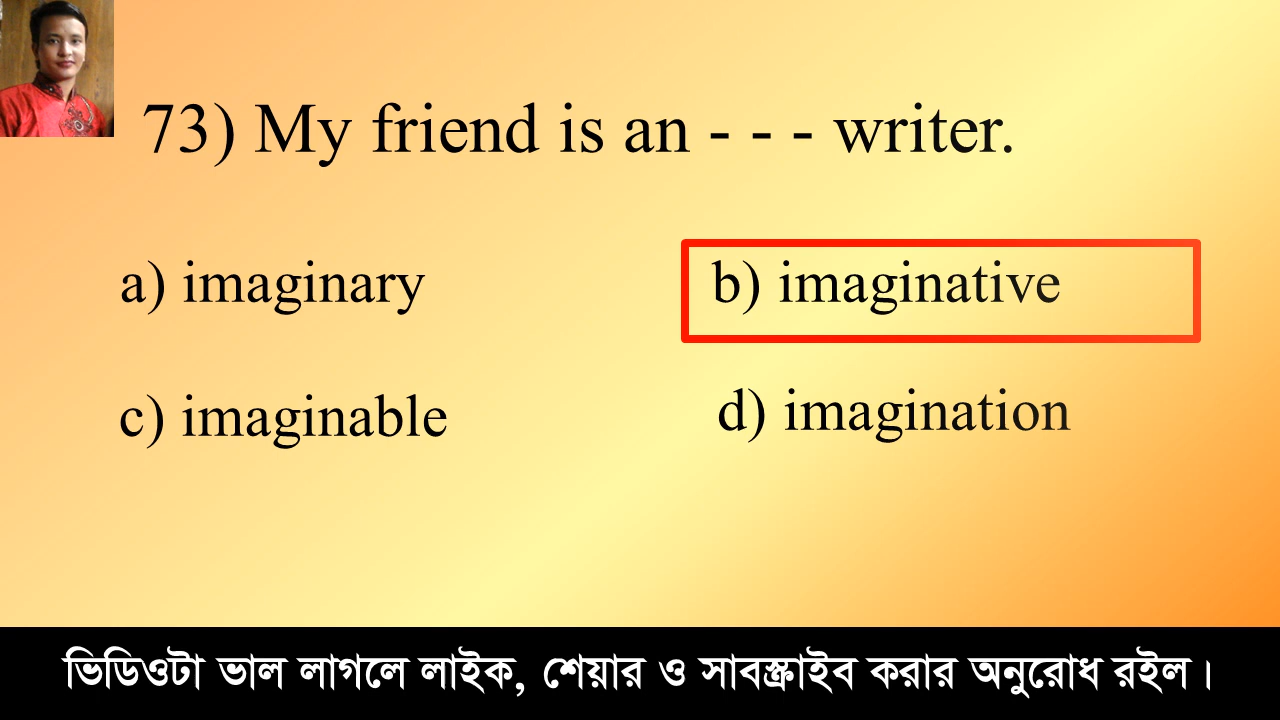 73) My friend is an - - - writer.
a) imaginary
b) imaginative
c) imaginable
d) imagination
ভিডিওটা ভাল লাগলে লাইক, শেয়ার ও সাবস্ক্রাইব করার অনুরোধ রইল।